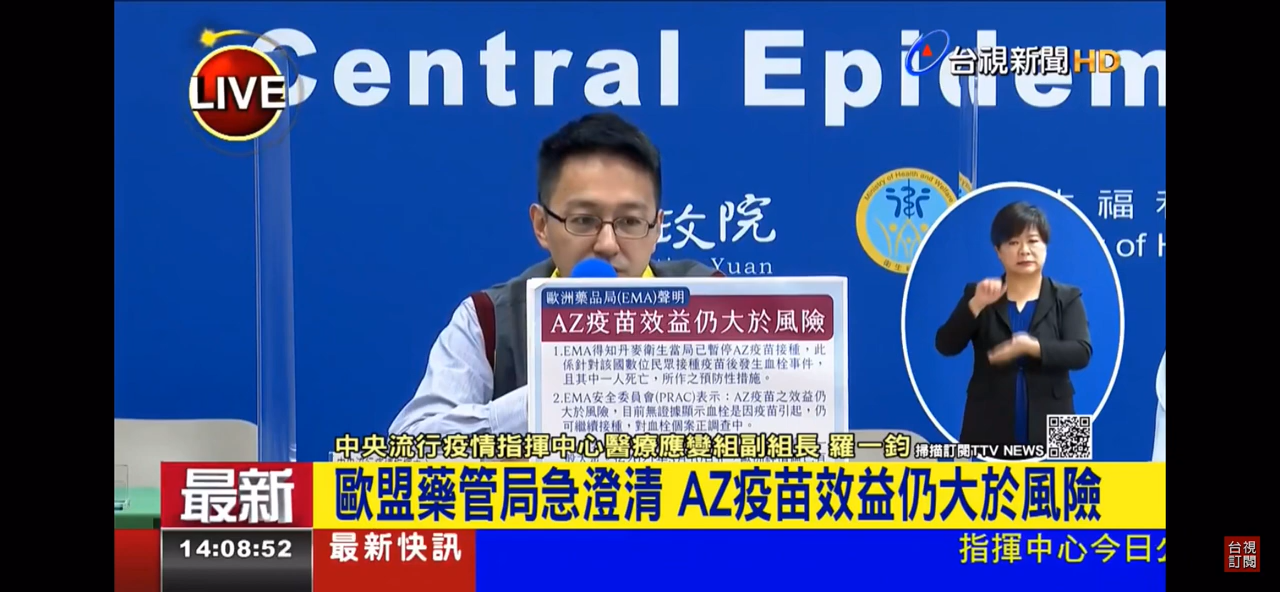 Central Epidem
LIVE
台視新聞HD
Ministry of Health and Welfare
政院
Yuan
福
of H
歐洲藥品局(EMA)聲明
AZ疫苗效益仍大於風險
1.EMA得知丹麥衛生當局已暫停AZ疫苗接種,此
係針對該國數位民眾接種疫苗後發生血栓事件,
且其中一人死亡,所作之預防性措施。
2.EMA安全委員會(PRAC)表示:AZ疫苗之效益仍
大於風險,目前無證據顯示血栓是因疫苗引起,仍
可繼續接種,對血栓個案正調查中。
中央流行疫情指揮中心醫療應變組副組長 羅一鈞
掃描訂閱TTV NEWS
最新
歐盟藥管局急澄清 AZ疫苗效益仍大於風險
14:08:52
最新快訊
指揮中心今日公
台視
訂閱